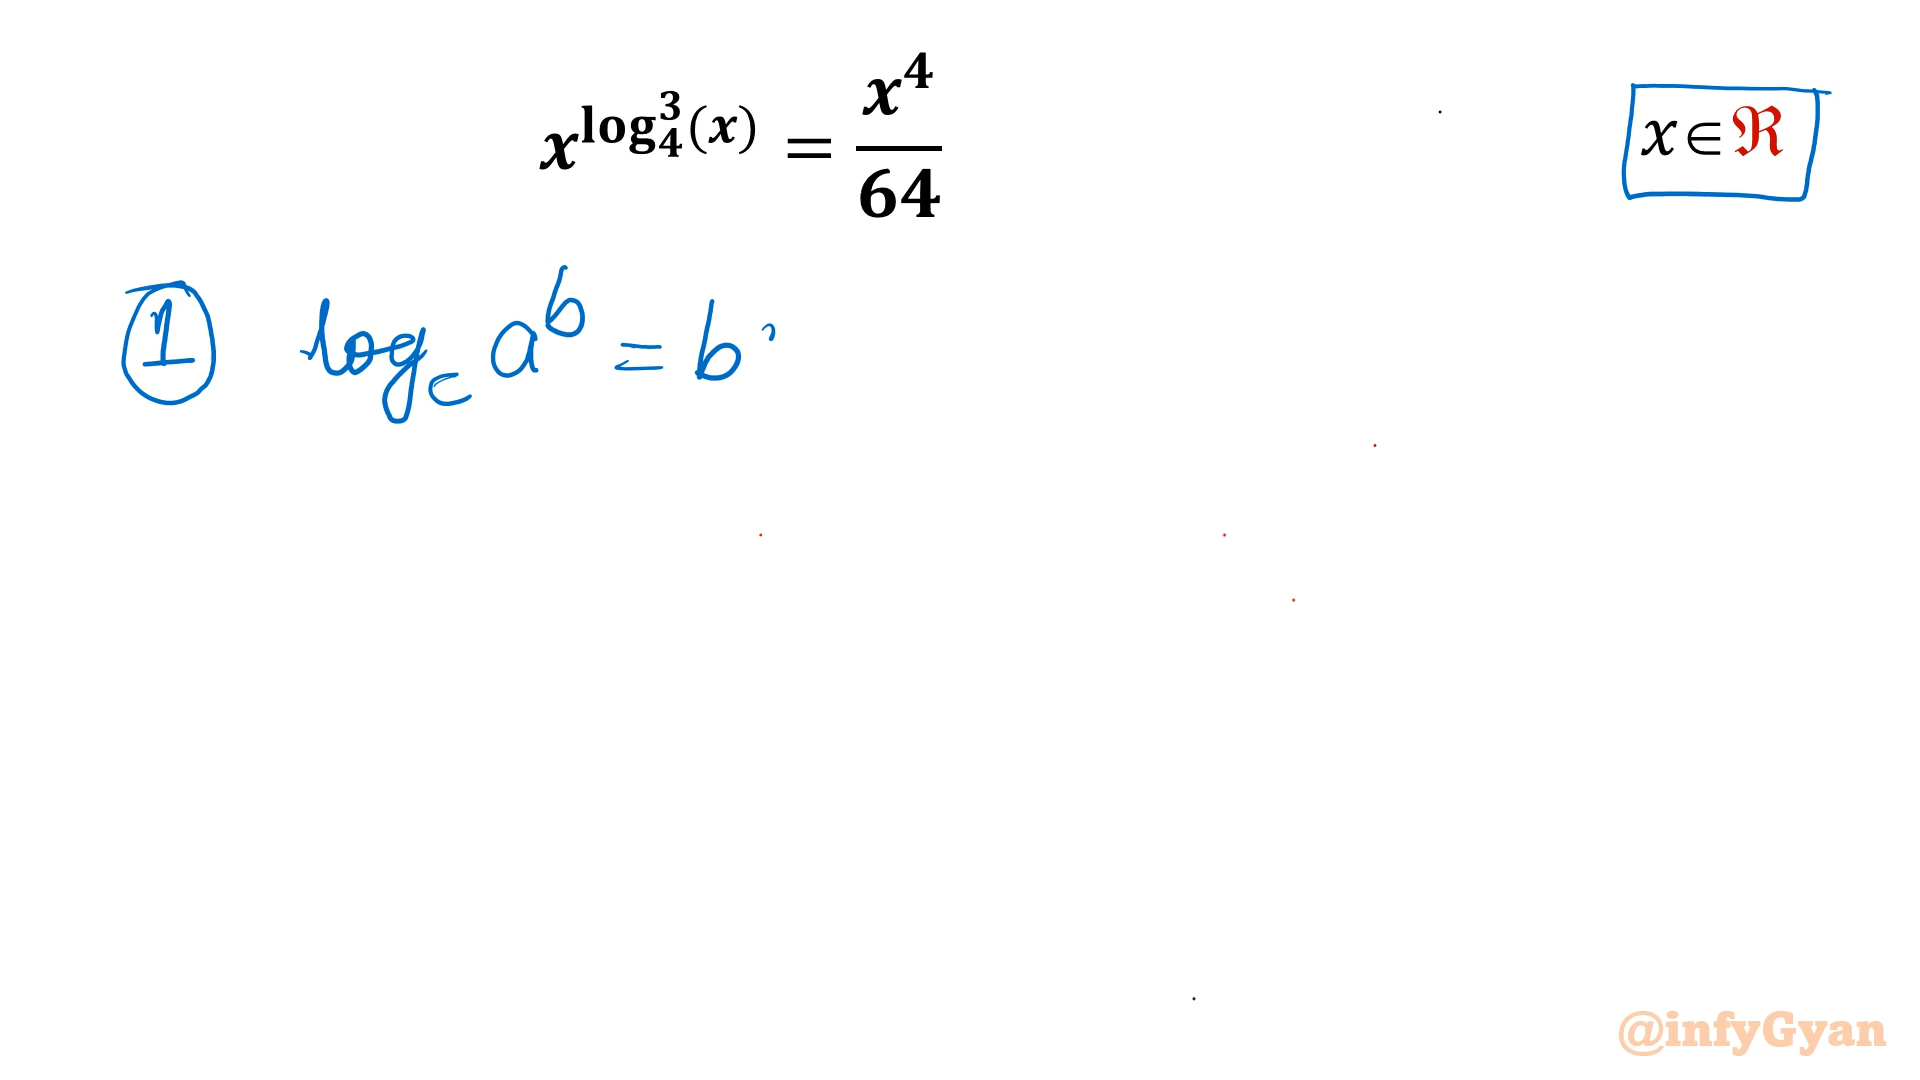 x^{log_4^3(x)} = x^4/64
x ∈ ℜ
1 log_c a^b = b
@infyGyan